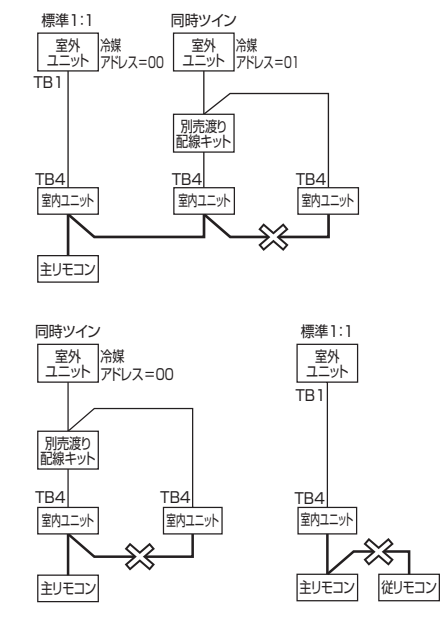 標準1:1
同時ツイン
室外
ユニット
冷媒
アドレス=00
室外
ユニット
冷媒
アドレス=01
TB1
別売渡り
配線キット
TB4
TB4
TB4
室内ユニット
室内ユニット
室内ユニット
主リモコン
同時ツイン
標準1:1
室外
ユニット
冷媒
アドレス=00
室外
ユニット
TB1
別売渡り
配線キット
TB4
TB4
TB4
室内ユニット
室内ユニット
室内ユニット
主リモコン
主リモコン
従リモコン